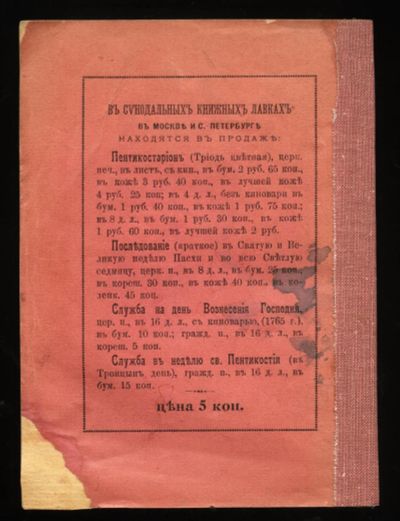 ВЪ СѴНОДАЛЬНЫХЪ КНИЖНЫХЪ ЛАВКАХЪ
ВЪ МОСКВѢ И С. ПЕТЕРБУРГѢ
НАХОДЯТСЯ ВЪ ПРОДАЖѢ:
Пентикостаріонъ (Тріодь цвѣтная), церк.
печ., въ листъ, съ кин., въ бум. 2 руб. 65 коп.,
въ кожѣ 3 руб. 40 коп., въ лучшей кожѣ
4 руб. 25 коп; въ 4 д. л., безъ киновари въ
бум. 1 руб. 40 коп., въ кожѣ 1 руб. 75 коп.;
въ 8 д. л., въ бум. 1 руб. 30 коп., въ кожѣ
1 руб. 60 коп., въ лучшей кожѣ 2 руб.
Послѣдованіе (краткое) въ Святую и Ве-
ликую недѣлю Пасхи и во всю Свѣтлую
седмицу, церк. п., въ 8 д. л., въ бум. 25 коп.,
въ кореш. 30 коп., въ кожѣ 40 коп., въ ко-
ленк. 45 коп.
Служба на день Вознесенія Господня,
цер. п., въ 16 д. л., съ киноварью, (1765 г.),
въ бум. 10 коп.; гражд. п., въ 16 д. л., въ
кореш. 5 коп.
Служба въ недѣлю св. Пентикостіи (въ
Троицынъ день), гражд. п., въ 16 д. л., въ
бум. 15 коп.
цѣна 5 коп.